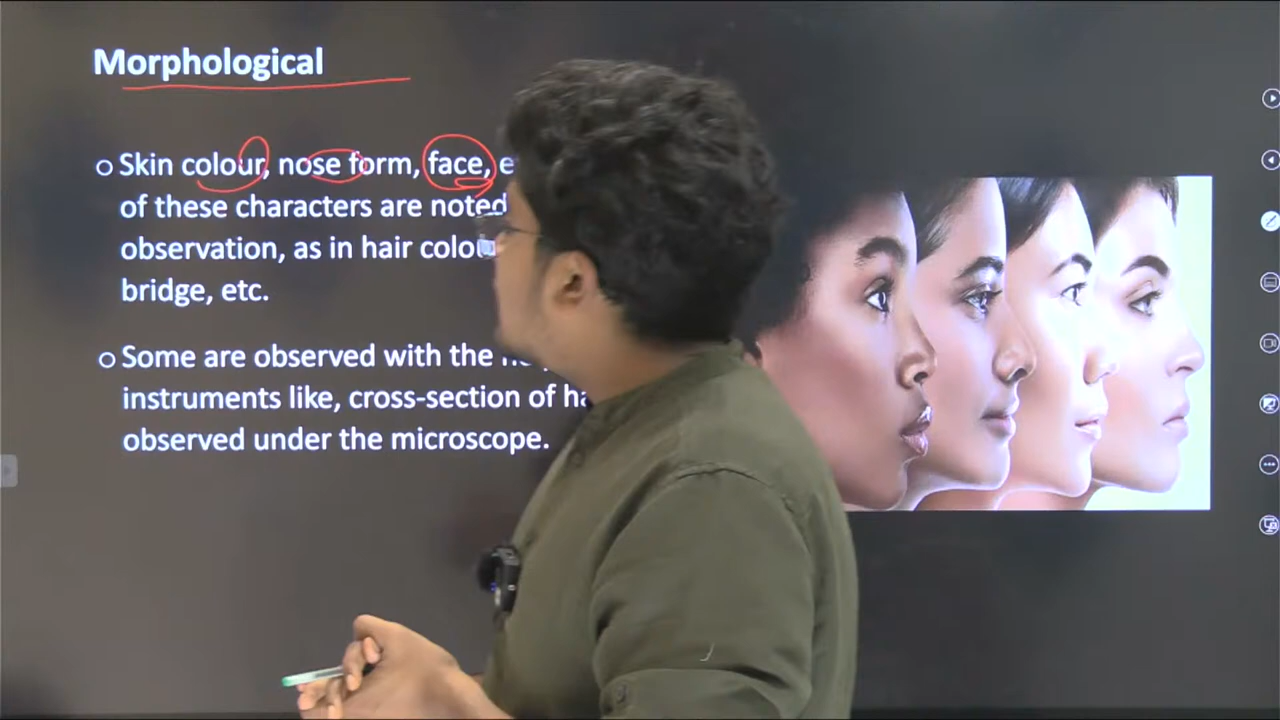 Morphological
Skin colour, nose form, face,
of these characters are noted
observation, as in hair
bridge, etc.
Some are observed with the
instruments like, cross-section of
observed under the microscope.